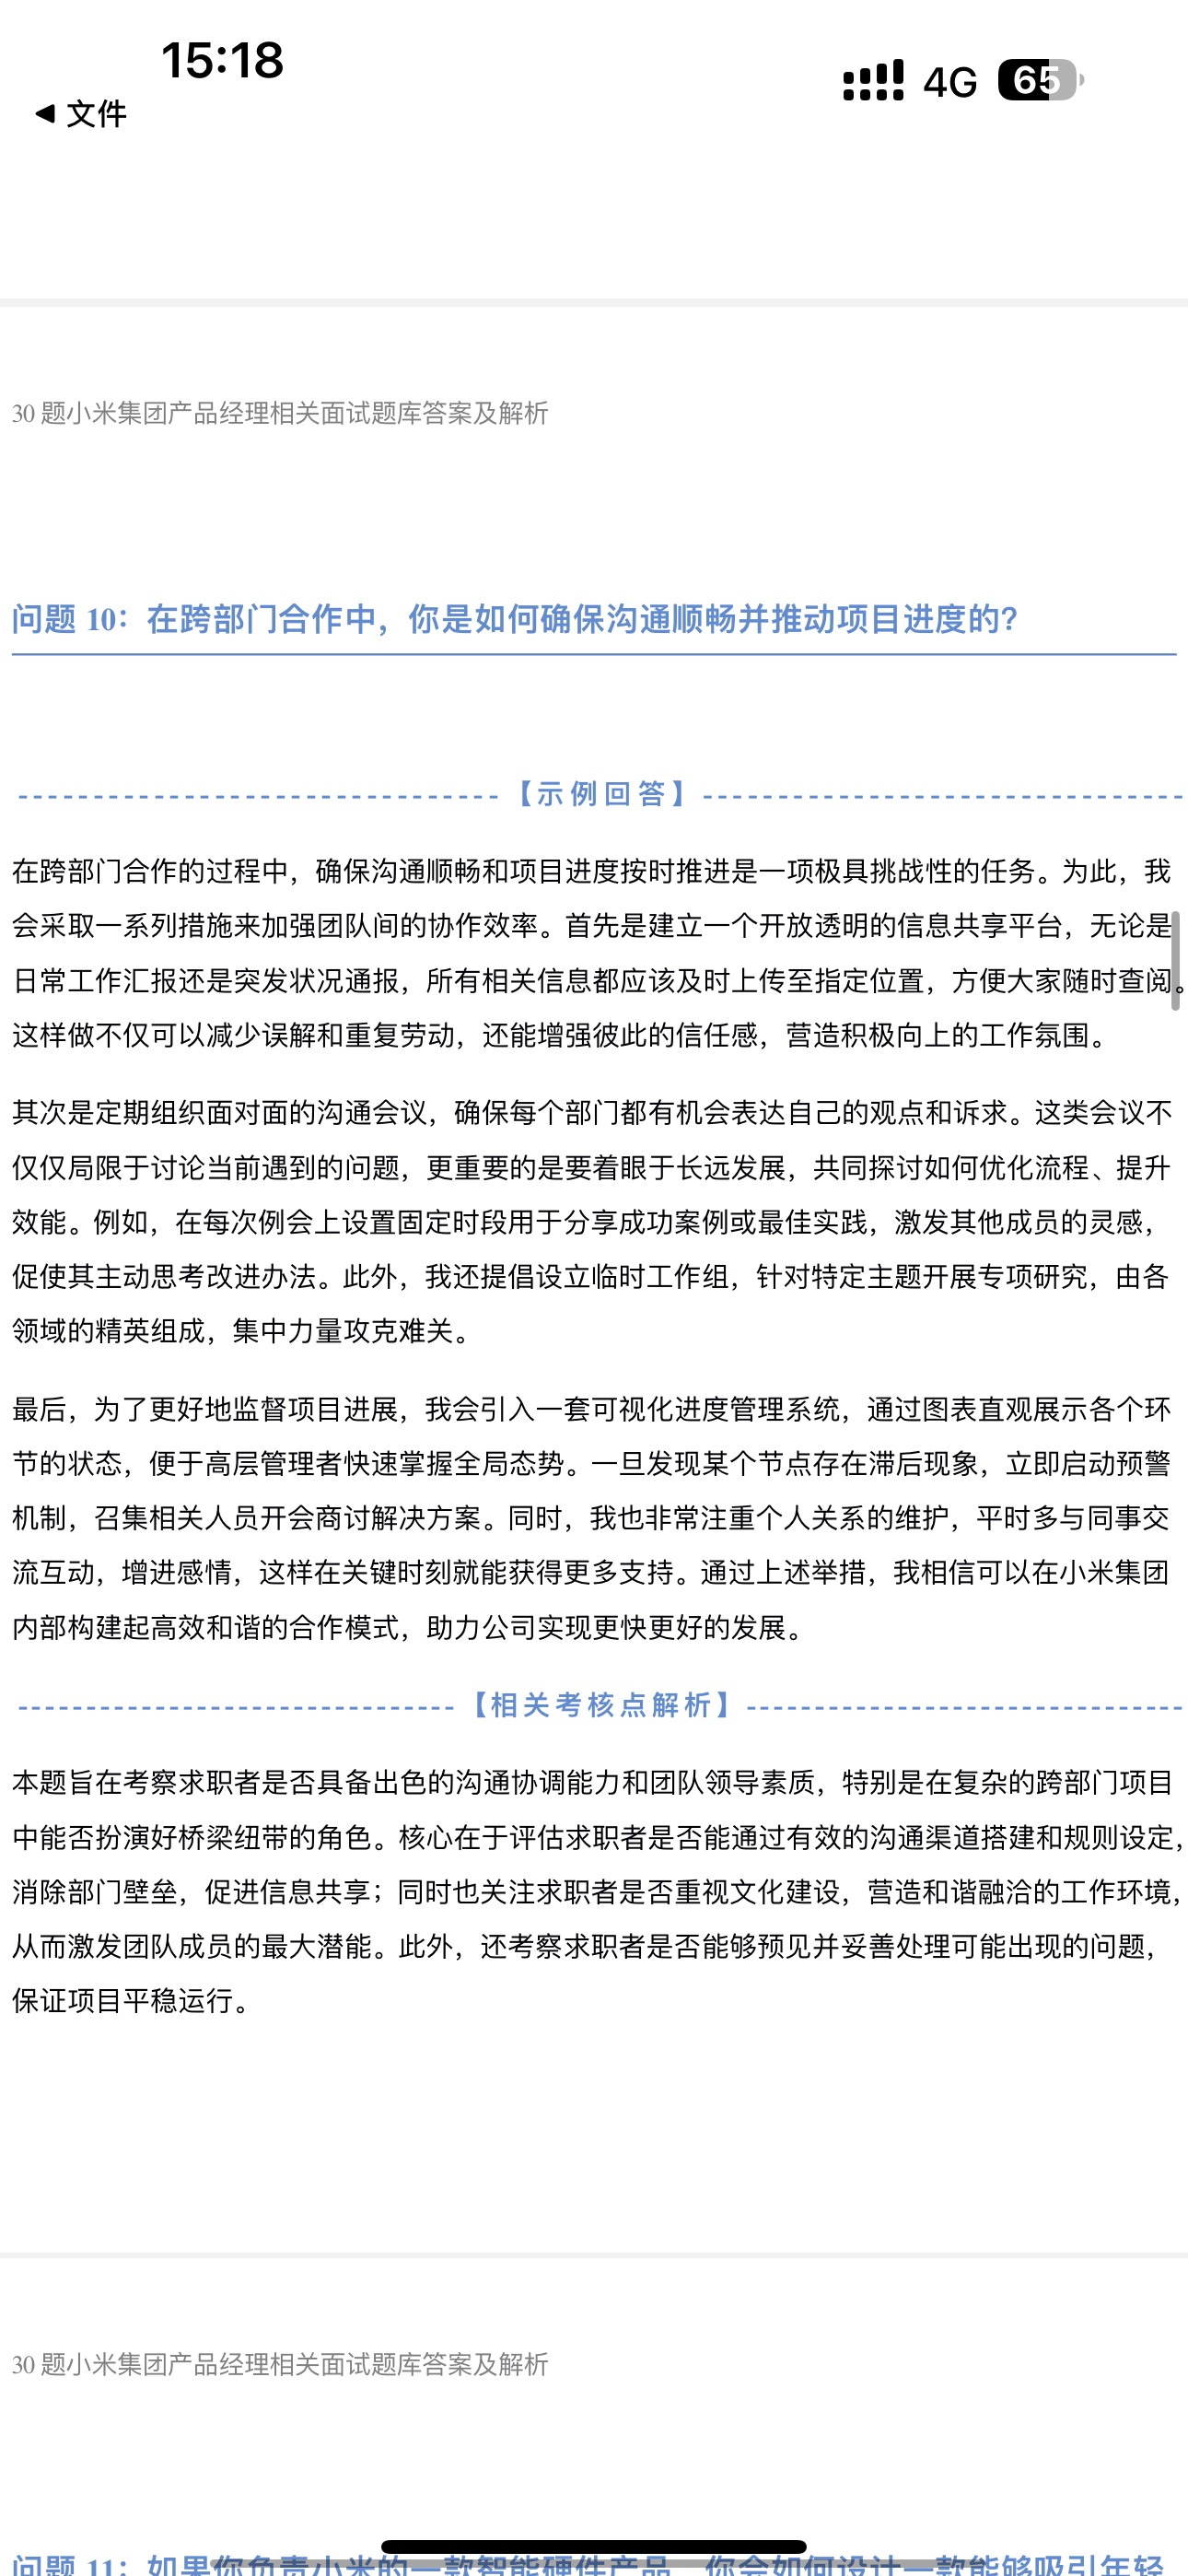 15:18
4G 65
◀ 文件
30 题小米集团产品经理相关面试题库答案及解析
问题 10：在跨部门合作中，你是如何确保沟通顺畅并推动项目进度的?
--------------------------------【示例回答】--------------------------------
在跨部门合作的过程中，确保沟通顺畅和项目进度按时推进是一项极具挑战性的任务。为此，我
会采取一系列措施来加强团队间的协作效率。首先是建立一个开放透明的信息共享平台，无论是
日常工作汇报还是突发状况通报，所有相关信息都应该及时上传至指定位置，方便大家随时查阅。
这样做不仅可以减少误解和重复劳动，还能增强彼此的信任感，营造积极向上的工作氛围。
其次是定期组织面对面的沟通会议，确保每个部门都有机会表达自己的观点和诉求。这类会议不
仅仅局限于讨论当前遇到的问题，更重要的是要着眼于长远发展，共同探讨如何优化流程、提升
效能。例如，在每次例会上设置固定时段用于分享成功案例或最佳实践，激发其他成员的灵感，
促使其主动思考改进办法。此外，我还提倡设立临时工作组，针对特定主题开展专项研究，由各
领域的精英组成，集中力量攻克难关。
最后，为了更好地监督项目进展，我会引入一套可视化进度管理系统，通过图表直观展示各个环
节的状态，便于高层管理者快速掌握全局态势。一旦发现某个节点存在滞后现象，立即启动预警
机制，召集相关人员开会商讨解决方案。同时，我也非常注重个人关系的维护，平时多与同事交
流互动，增进感情，这样在关键时刻就能获得更多支持。通过上述举措，我相信可以在小米集团
内部构建起高效和谐的合作模式，助力公司实现更快更好的发展。
-----------------------------【相关考核点解析】-----------------------------
本题旨在考察求职者是否具备出色的沟通协调能力和团队领导素质，特别是在复杂的跨部门项目
中能否扮演好桥梁纽带的角色。核心在于评估求职者是否能通过有效的沟通渠道搭建和规则设定，
消除部门壁垒，促进信息共享；同时也关注求职者是否重视文化建设，营造和谐融洽的工作环境，
从而激发团队成员的最大潜能。此外，还考察求职者是否能够预见并妥善处理可能出现的问题，
保证项目平稳运行。
30 题小米集团产品经理相关面试题库答案及解析
问题 11：如果你负责小米的一款智能硬件产品，你会如何设计一款能够吸引年轻